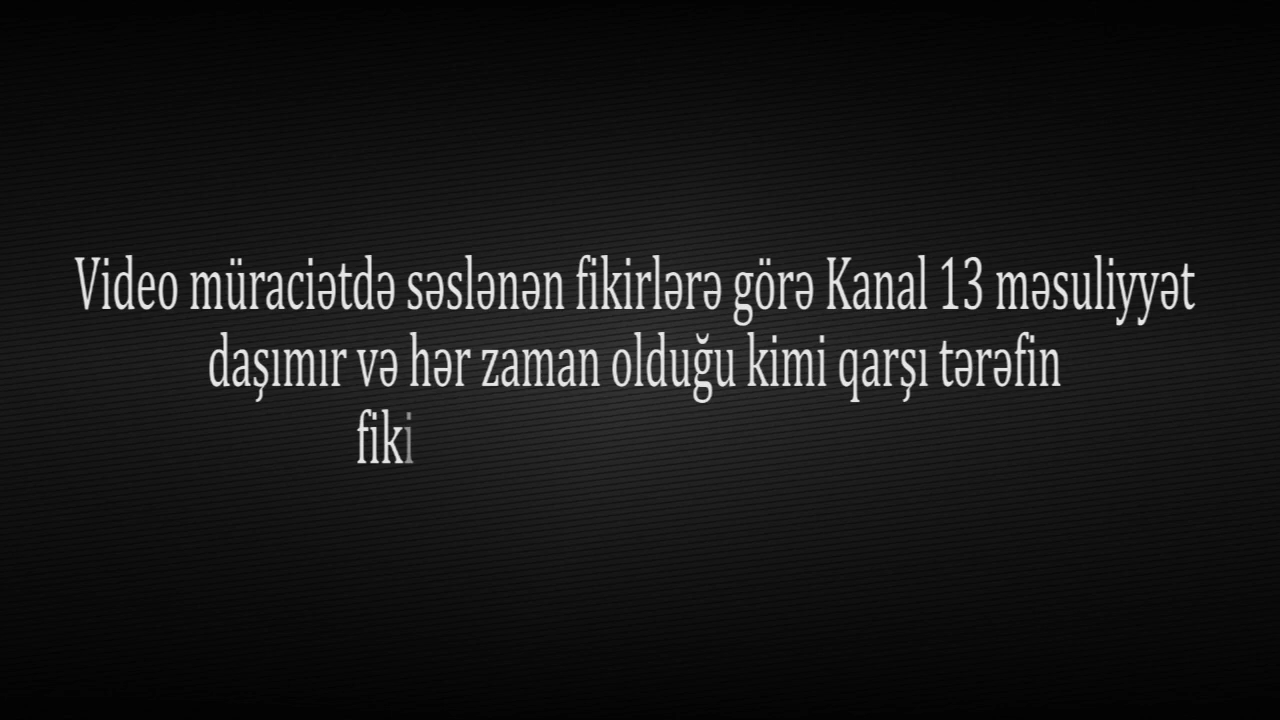 Video müraciətdə səslənən fikirlərə görə Kanal 13 məsuliyyət
daşımır və hər zaman olduğu kimi qarşı tərəfin
fiki